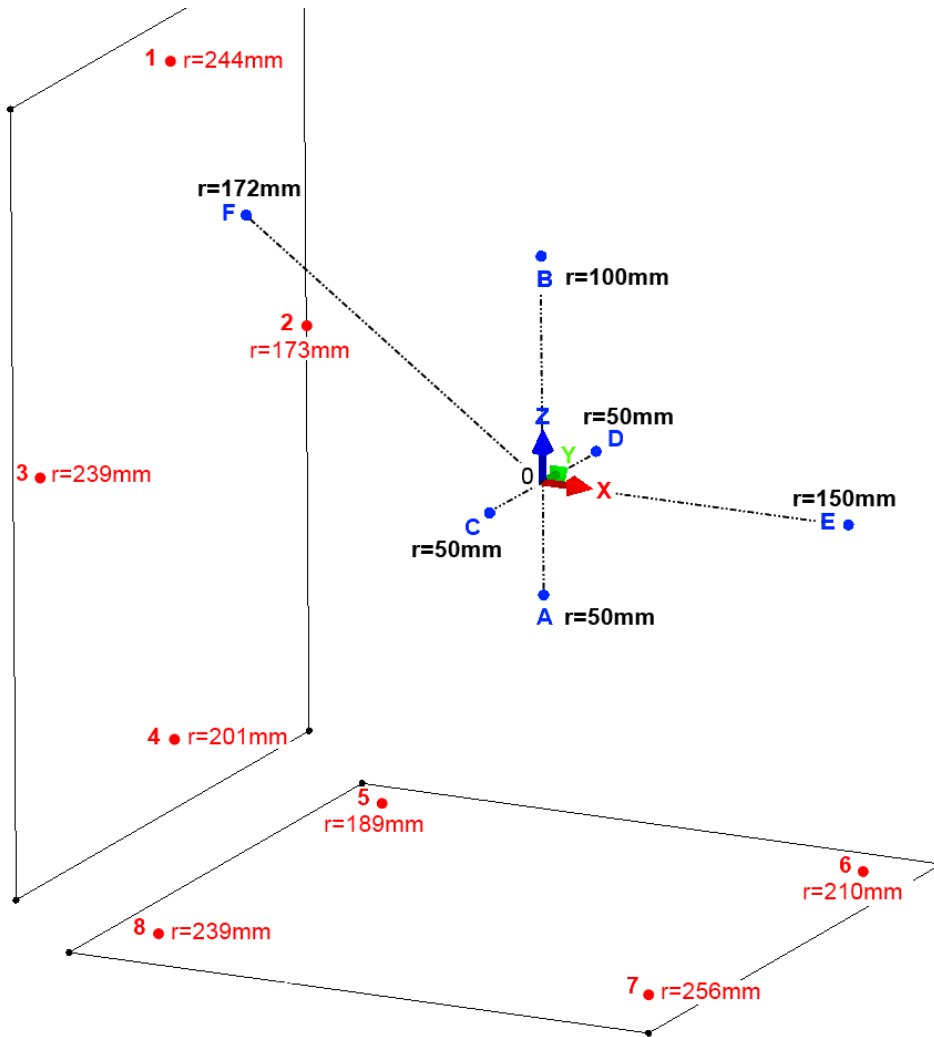 1 r=244mm
r=172mm
F
B r=100mm
2
r=173mm
Z r=50mm
D
Y
3 r=239mm
0
X
r=150mm
E
C
r=50mm
A r=50mm
4 r=201mm
5
r=189mm
6
r=210mm
8 r=239mm
7 r=256mm